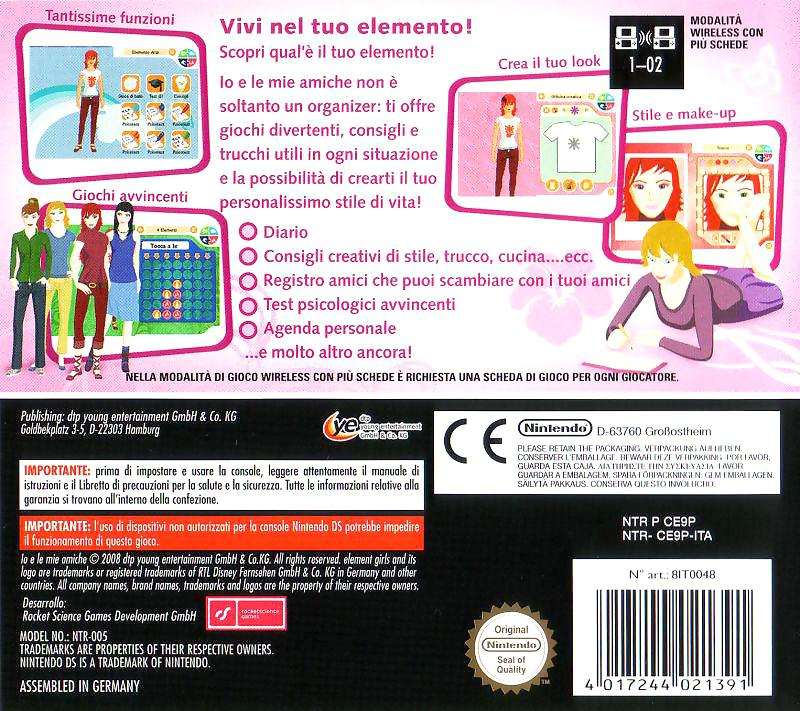 Tantissime funzioni
Elemento Aria
Gioco di ballo
Test di
Consigli
Psicotest
Psicotest
Psicotest
Psicotest
Psicotest
Psicotest
Giochi avvincenti
4 Elementi
Tocca a te
Vivi nel tuo elemento!
Scopri qual'è il tuo elemento!
Io e le mie amiche non è
soltanto un organizer: ti offre
giochi divertenti, consigli e
trucchi utili in ogni situazione
e la possibilità di crearti il tuo
personalissimo stile di vita!
Diario
Consigli creativi di stile, trucco, cucina....ecc.
Registro amici che puoi scambiare con i tuoi amici
Test psicologici avvincenti
Agenda personale
...e molto altro ancora!
Crea il tuo look
Officina creativa
1-02
MODALITÀ
WIRELESS CON
PIÙ SCHEDE
Stile e make-up
Trucco
NELLA MODALITÀ DI GIOCO WIRELESS CON PIÙ SCHEDE È RICHIESTA UNA SCHEDA DI GIOCO PER OGNI GIOCATORE.
Publishing: dtp young entertainment GmbH & Co. KG
Goldbekplatz 3-5, D-22303 Hamburg
ye
dtp
young entertainment
GmbH & Co. KG
IMPORTANTE: prima di impostare e usare la console, leggere attentamente il manuale di
istruzioni e il Libretto di precauzioni per la salute e la sicurezza. Tutte le informazioni relative alla
garanzia si trovano all'interno della confezione.
IMPORTANTE: l'uso di dispositivi non autorizzati per la console Nintendo DS potrebbe impedire
il funzionamento di questo gioco.
Io e le mie amiche © 2008 dtp young entertainment GmbH & Co.KG. All rights reserved. element girls and its
logo are trademarks or registered trademarks of RTL Disney Fernsehen GmbH & Co. KG in Germany and other
countries. All company names, brand names, trademarks and logos are the property of their respective owners.
Desarrollo:
Rocket Science Games Development GmbH
rocketscience
games
MODEL NO.: NTR-005
TRADEMARKS ARE PROPERTIES OF THEIR RESPECTIVE OWNERS.
NINTENDO DS IS A TRADEMARK OF NINTENDO.
ASSEMBLED IN GERMANY
CE
Nintendo D-63760 Großostheim
PLEASE RETAIN THE PACKAGING. VERPACKUNG AUFHEBEN.
CONSERVER L'EMBALLAGE. BEWAAR DEZE VERPAKKING. POR FAVOR,
GUARDA ESTA CAJA. ΔΙΑΤΗΡΗΣΤΕ ΤΗΝ ΣΥΣΚΕΥΑΣΙΑ. FAVOR
GUARDAR A EMBALAGEM. SPARA FÖRPACKNINGEN. GEM EMBALLAGEN.
SÄILYTÄ PAKKAUS. CONSERVA QUESTO INVOLUCRO.
NTR P CE9P
NTR- CE9P-ITA
N° art.: 8IT0048
4 017244 021391
Original
Nintendo
Seal of
Quality
TM